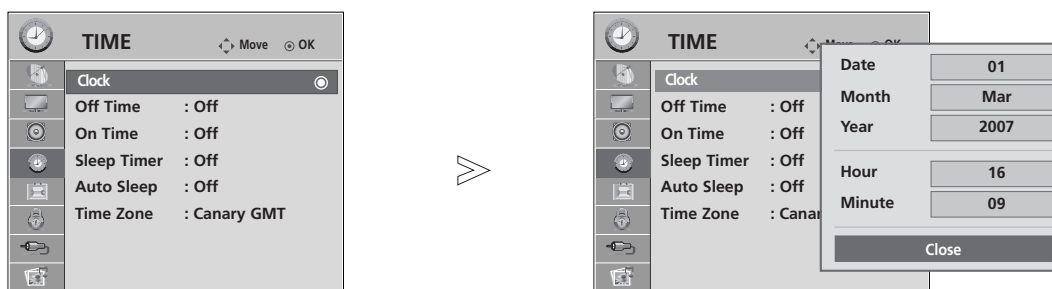 TIME Move OK
Clock
Off Time : Off
On Time : Off
Sleep Timer : Off
Auto Sleep : Off
Time Zone : Canary GMT
>
TIME
Clock
Off Time : Off
On Time : Off
Sleep Timer : Off
Auto Sleep : Off
Time Zone : Canar
Date 01
Month Mar
Year 2007
Hour 16
Minute 09
Close